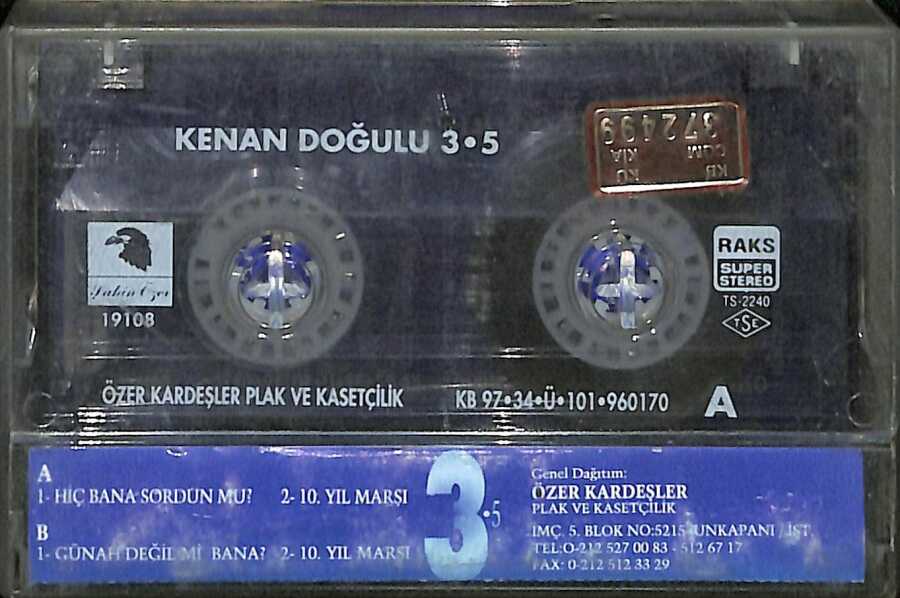 KENAN DOĞULU 3•5
372499
KB
CUM
KÜ
KİA
Şahin Özer
19108
RAKS
SUPER
STEREO
TS-2240
TSE
ÖZER KARDEŞLER PLAK VE KASETÇİLİK
KB 97•34•Ü•101•960170
A
A
1- HİÇ BANA SORDUN MU? 2- 10. YIL MARŞI
B
1- GÜNAH DEĞİL Mİ BANA? 2- 10. YIL MARŞI
3.5
Genel Dağıtım:
ÖZER KARDEŞLER
PLAK VE KASETÇİLİK
İMÇ. 5. BLOK NO:5215 UNKAPANI / İST.
TEL:0-212 527 00 83 - 512 67 17
FAX: 0-212 512 33 29